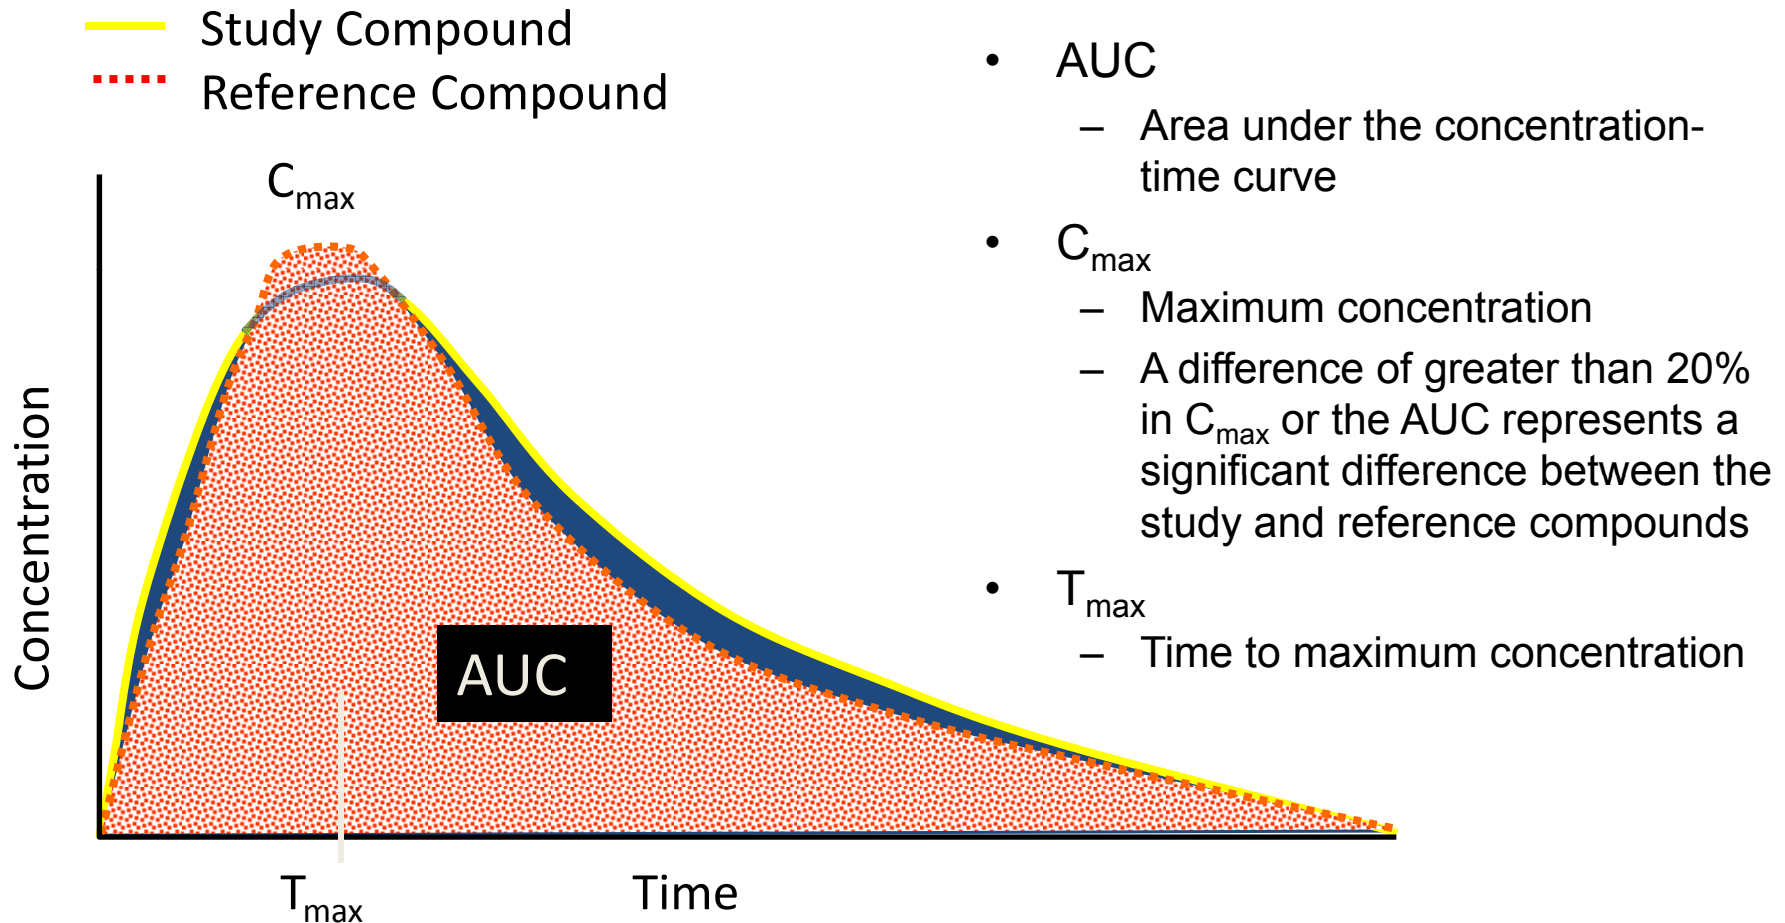 Study Compound
Reference Compound
Cmax
Concentration
AUC
Tmax
Time
• AUC
– Area under the concentration-
time curve
• Cmax
– Maximum concentration
– A difference of greater than 20%
in Cmax or the AUC represents a
significant difference between the
study and reference compounds
• Tmax
– Time to maximum concentration